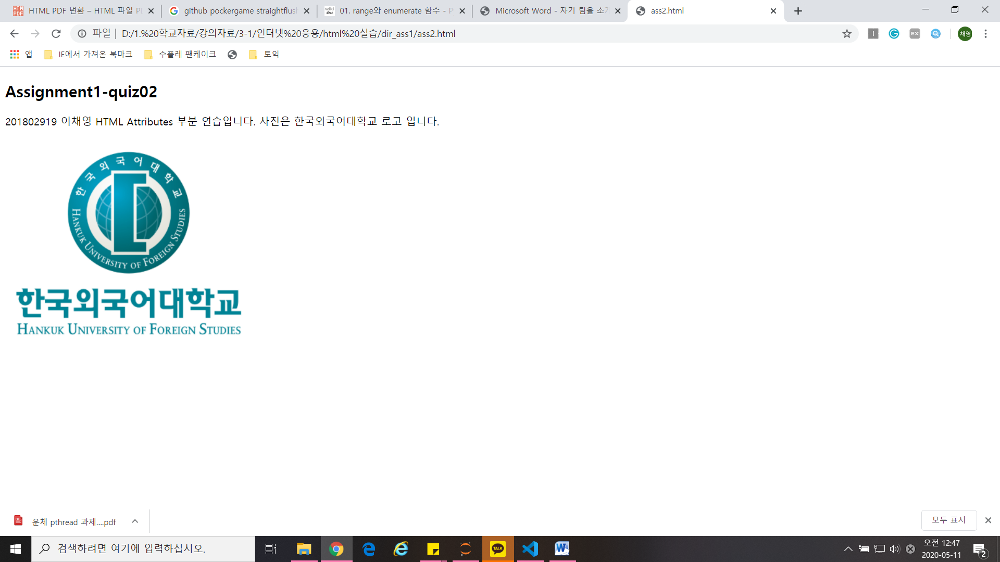 HTML PDF 변환 – HTML 파일 PD
github pockergame straightflush
01. range와 enumerate 함수 - P
Microsoft Word - 자기 팀을 소개
ass2.html
파일 | D:/1.%20학교자료/강의자료/3-1/인터넷%20응용/html%20실습/dir_ass1/ass2.html
EX
채영
앱
IE에서 가져온 북마크
수플레 팬케이크
토익
Assignment1-quiz02
201802919 이채영 HTML Attributes 부분 연습입니다. 사진은 한국외국어대학교 로고 입니다.
한국외국어대학교
HANKUK UNIVERSITY OF FOREIGN STUDIES
한국외국어대학교
HANKUK UNIVERSITY OF FOREIGN STUDIES
운체 pthread 과제....pdf
모두 표시
검색하려면 여기에 입력하십시오.
TALK
오전 12:47
2020-05-11
2